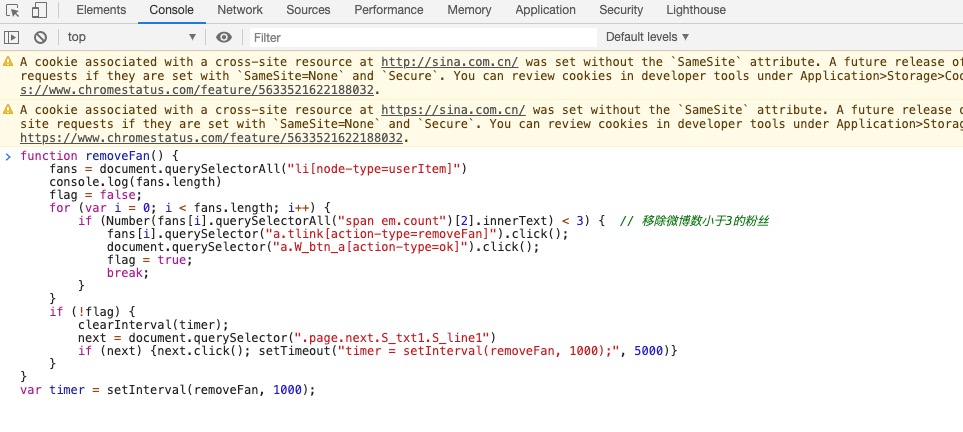 Elements Console Network Sources Performance Memory Application Security Lighthouse
top ▼ Filter Default levels ▼
A cookie associated with a cross-site resource at http://sina.com.cn/ was set without the `SameSite` attribute. A future release of
requests if they are set with `SameSite=None` and `Secure`. You can review cookies in developer tools under Application>Storage>Coo
s://www.chromestatus.com/feature/5633521622188032.
A cookie associated with a cross-site resource at https://sina.com.cn/ was set without the `SameSite` attribute. A future release o
site requests if they are set with `SameSite=None` and `Secure`. You can review cookies in developer tools under Application>Storag
https://www.chromestatus.com/feature/5633521622188032.
function removeFan() {
    fans = document.querySelectorAll("li[node-type=userItem]")
    console.log(fans.length)
    flag = false;
    for (var i = 0; i < fans.length; i++) {
        if (Number(fans[i].querySelectorAll("span em.count")[2].innerText) < 3) {  // 移除微博数小于3的粉丝
            fans[i].querySelector("a.tlink[action-type=removeFan]").click();
            document.querySelector("a.W_btn_a[action-type=ok]").click();
            flag = true;
            break;
        }
    }
    if (!flag) {
        clearInterval(timer);
        next = document.querySelector(".page.next.S_txt1.S_line1")
        if (next) {next.click(); setTimeout("timer = setInterval(removeFan, 1000);", 5000)}
    }
}
var timer = setInterval(removeFan, 1000);